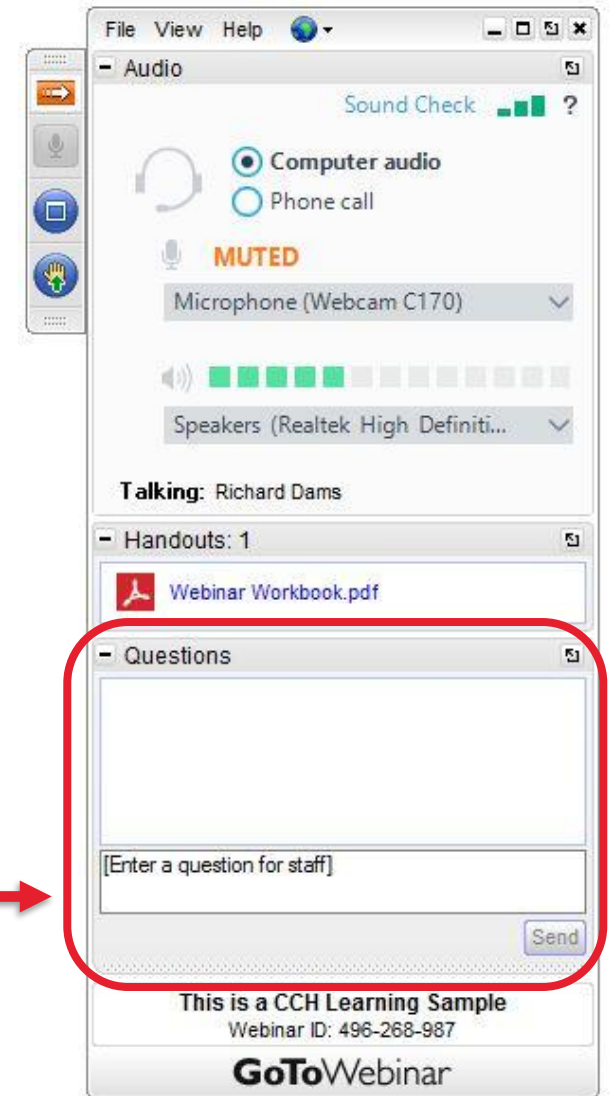 File View Help
Audio
Sound Check ?
Computer audio
Phone call
MUTED
Microphone (Webcam C170)
Speakers (Realtek High Definiti...
Talking: Richard Dams
Handouts: 1
Webinar Workbook.pdf
Questions
[Enter a question for staff]
Send
This is a CCH Learning Sample
Webinar ID: 496-268-987
GoToWebinar